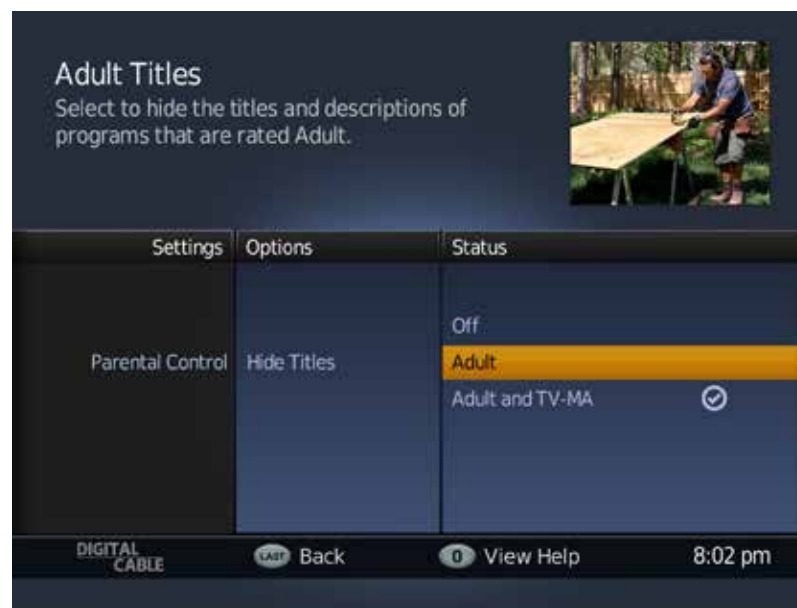 Adult Titles
Select to hide the titles and descriptions of
programs that are rated Adult.
Settings Options Status
Off
Parental Control Hide Titles Adult
Adult and TV-MA
DIGITAL
CABLE
LAST Back 0 View Help 8:02 pm